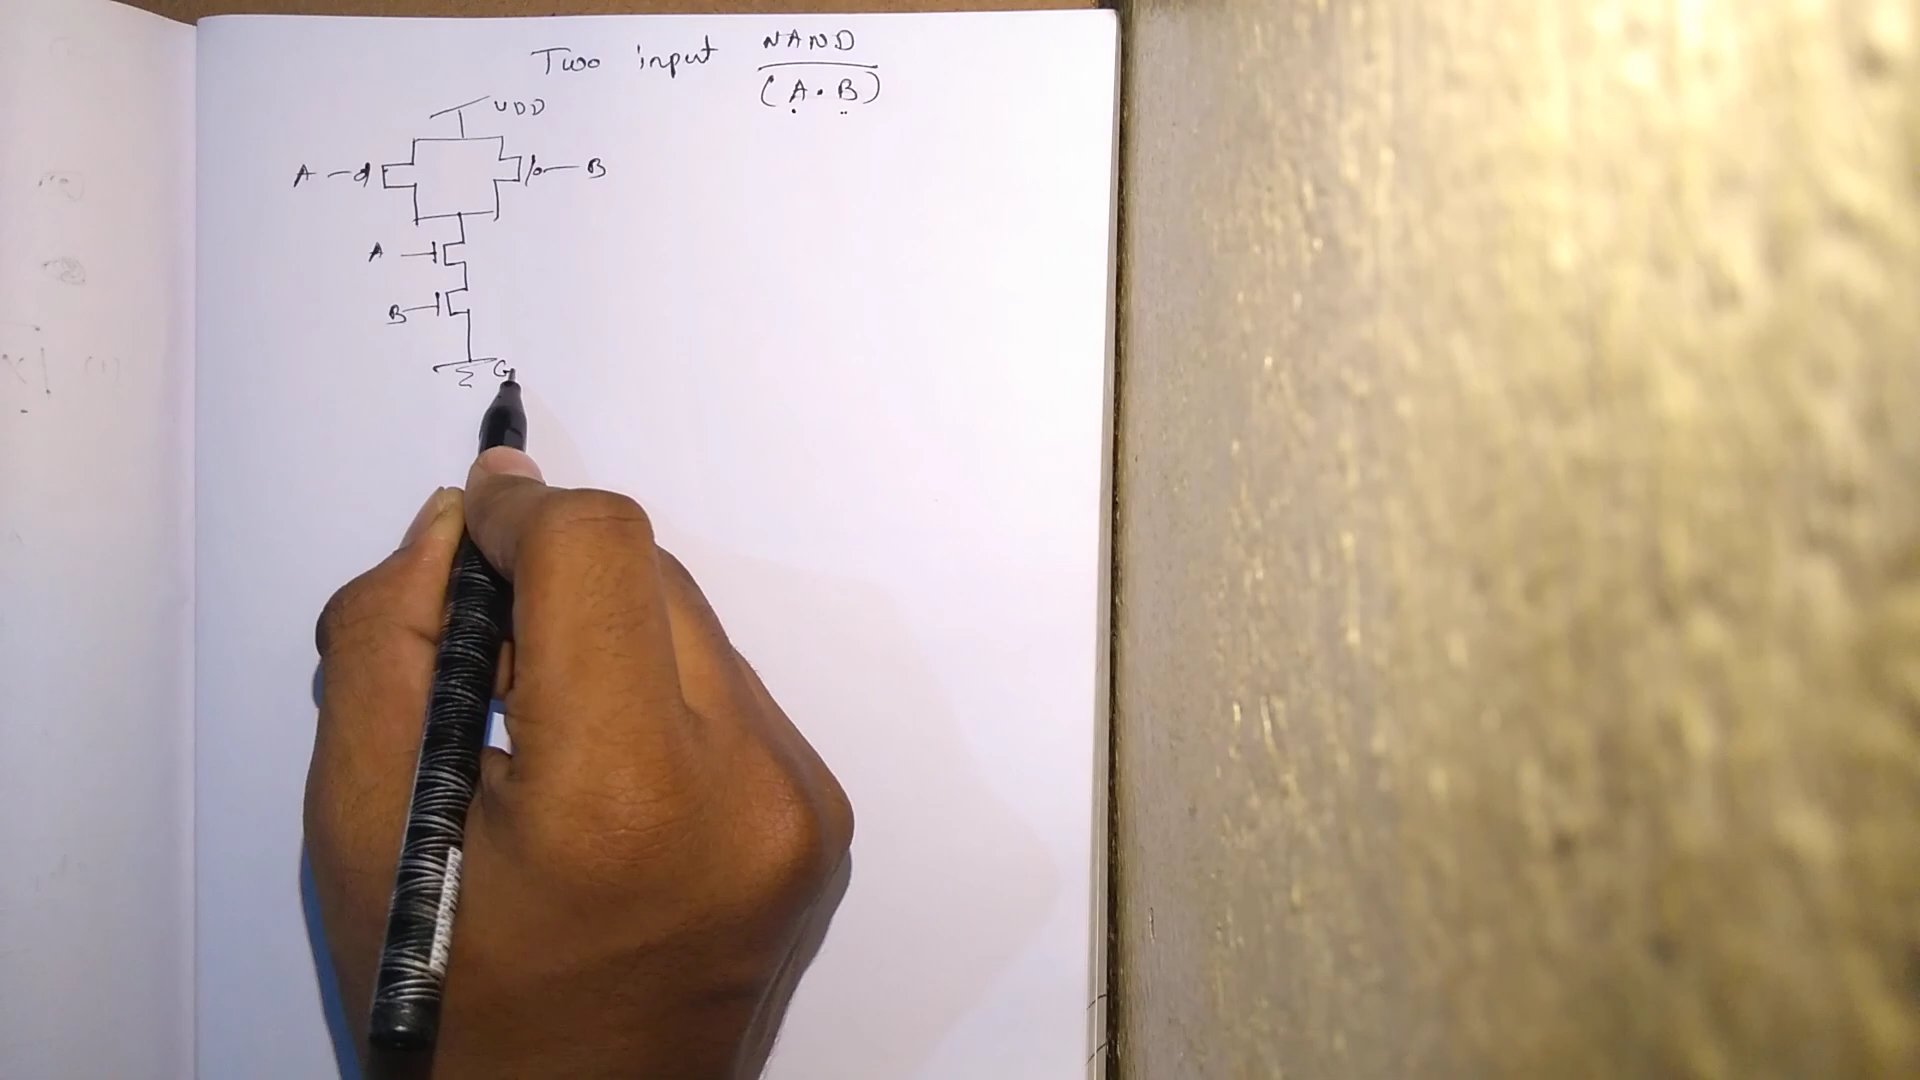 Two input NAND
(A.B)
VDD
A B
A
B
G